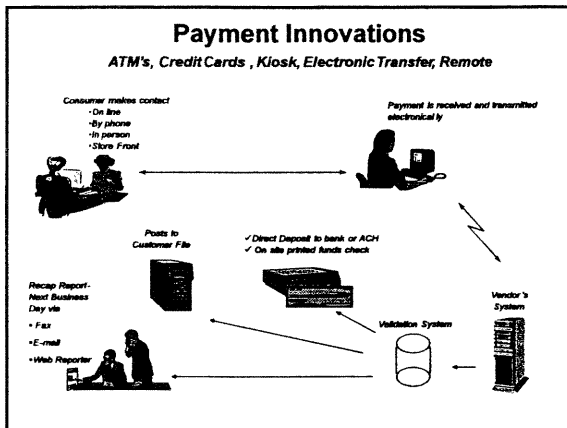 Payment Innovations
ATM's, Credit Cards , Kiosk, Electronic Transfer, Remote
Consumer makes contact
•On line
•By phone
•In person
•Store Front
Payment is received and transmitted
electronically
Posts to
Customer File
✓ Direct Deposit to bank or ACH
✓ On site printed funds check
Recap Report-
Next Business
Day via
• Fax
• E-mail
• Web Reporter
Validation System
Vendor's
System